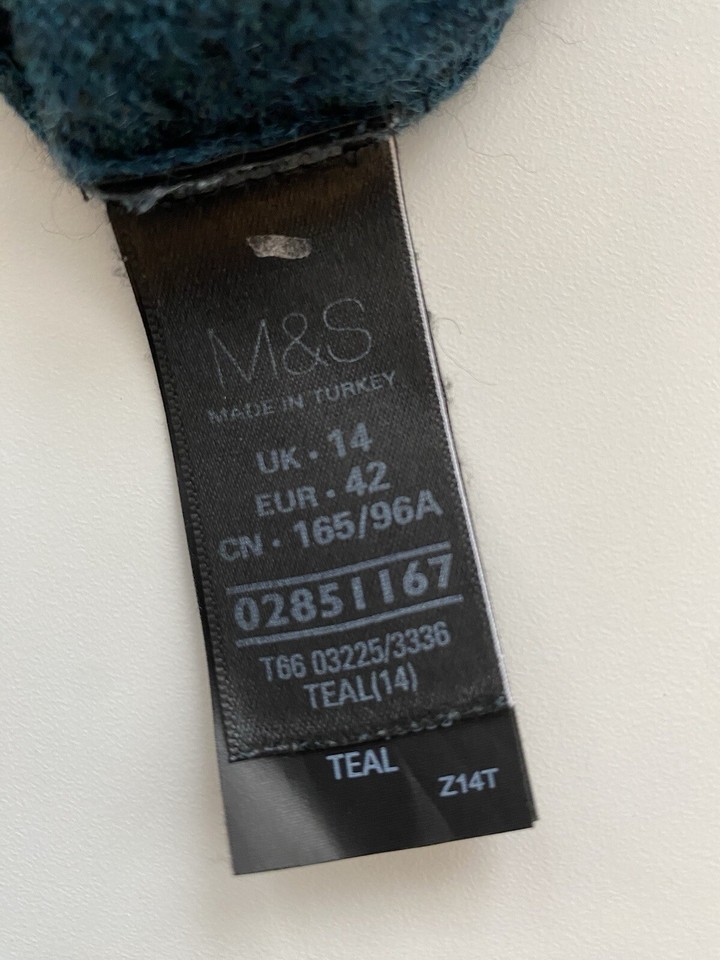 M&S
MADE IN TURKEY
UK • 14
EUR • 42
CN • 165/96A
02851167
T66 03225/3336
TEAL(14)
TEAL
Z14T